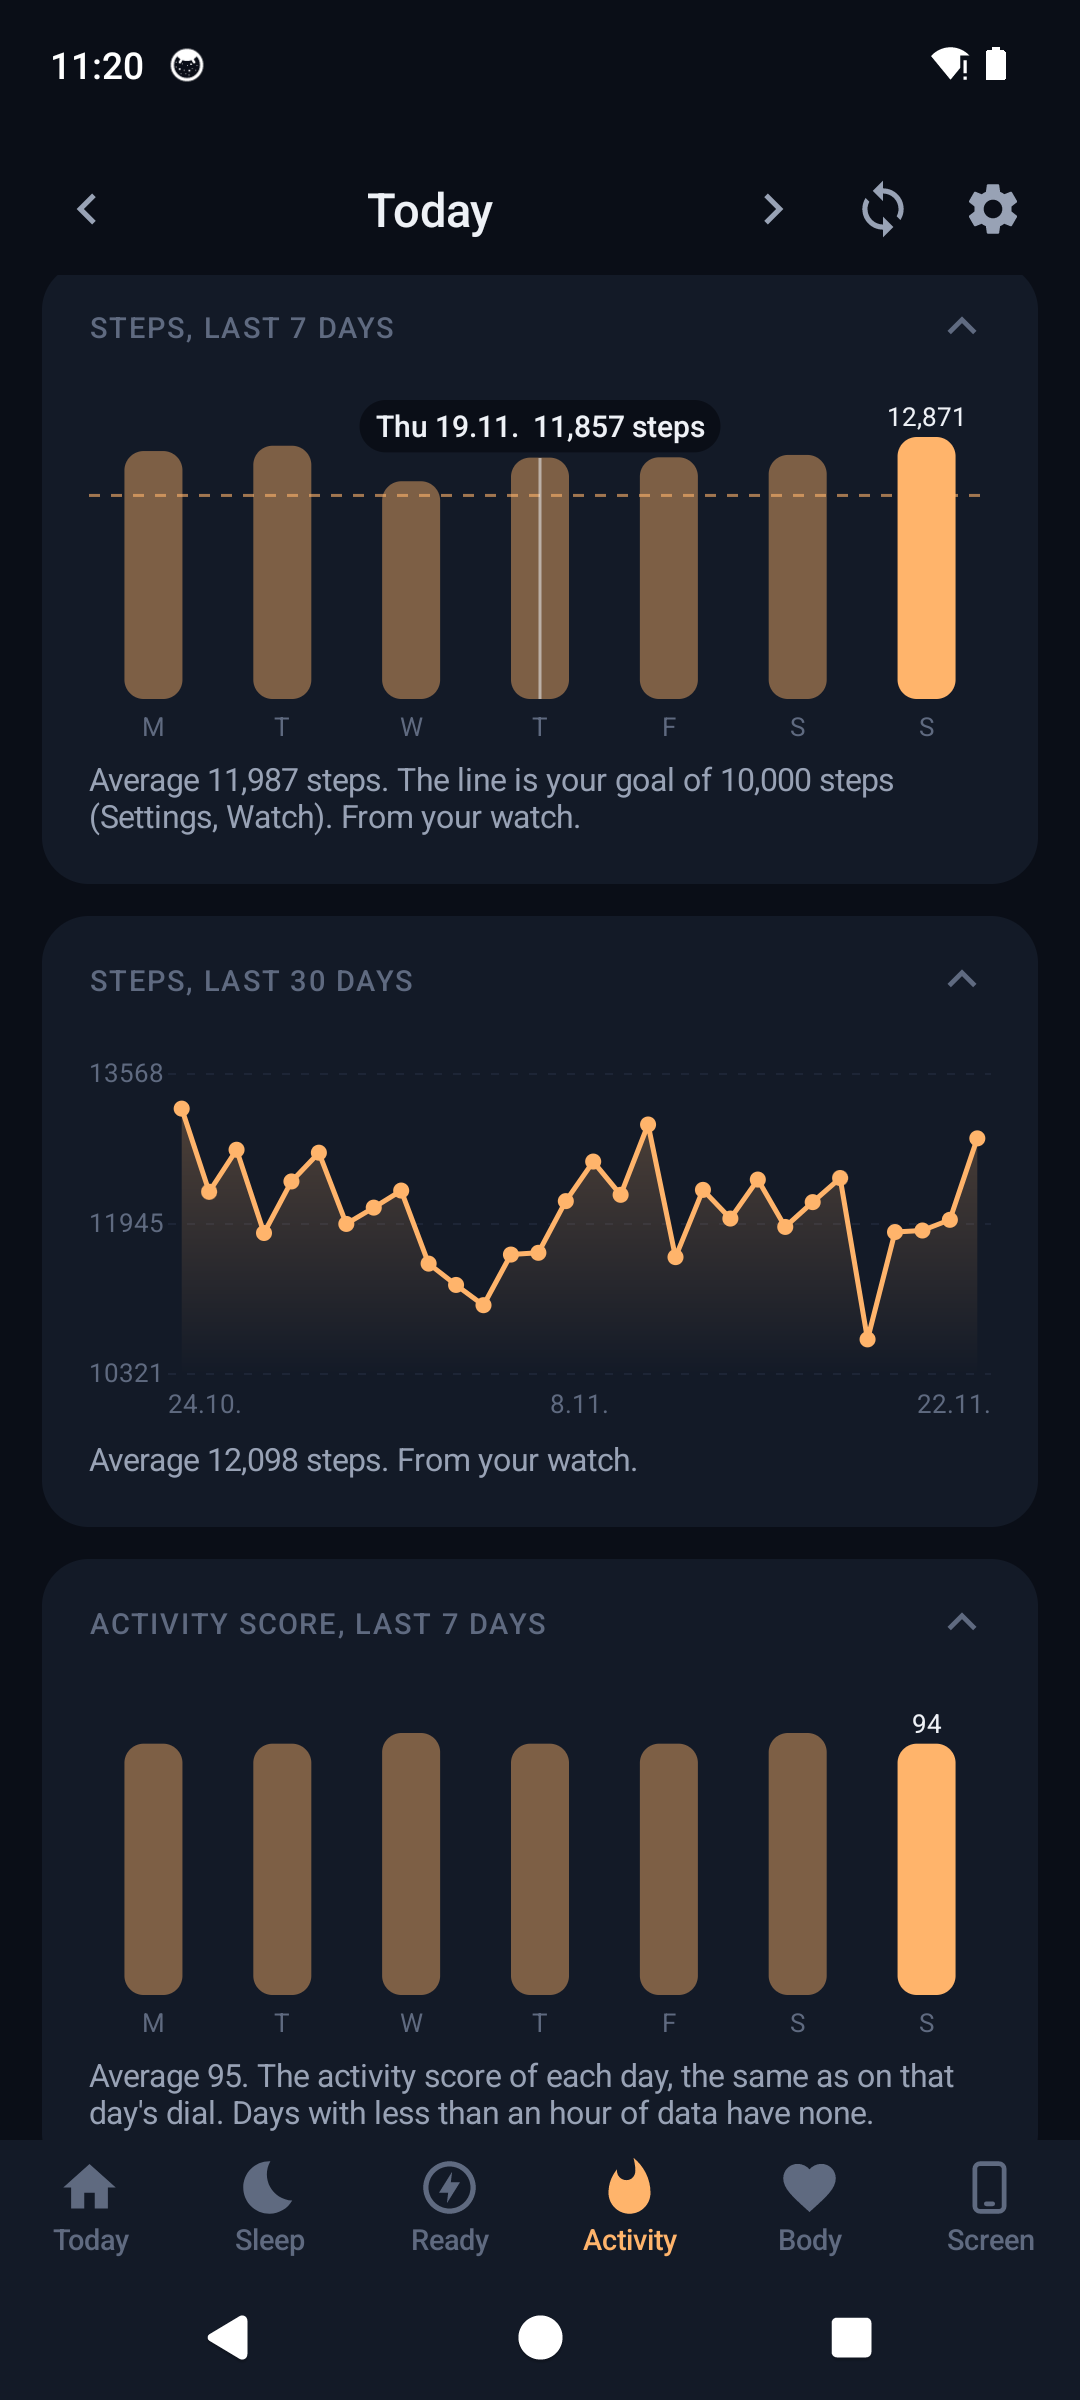 11:20
Today
STEPS, LAST 7 DAYS
Thu 19.11. 11,857 steps
12,871
M T W T F S S
Average 11,987 steps. The line is your goal of 10,000 steps
(Settings, Watch). From your watch.
STEPS, LAST 30 DAYS
13568
11945
10321
24.10. 8.11. 22.11.
Average 12,098 steps. From your watch.
ACTIVITY SCORE, LAST 7 DAYS
94
M T W T F S S
Average 95. The activity score of each day, the same as on that
day's dial. Days with less than an hour of data have none.
Today Sleep Ready Activity Body Screen